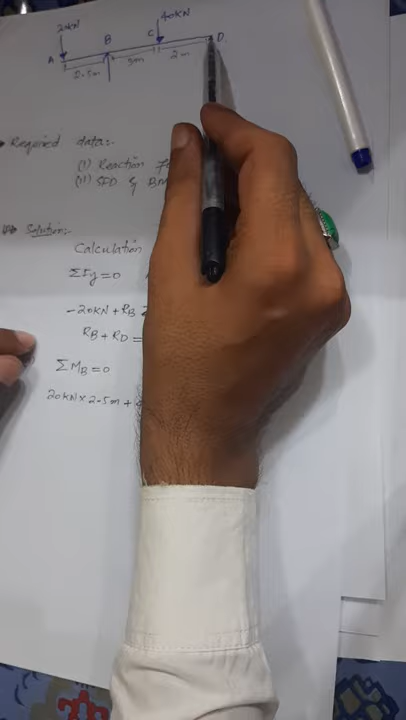 20KN
40KN
A B C D
2.5m 3m 2m
Required data:-
(i) Reaction
(ii) SFD & BM
Solution:-
Calculation
ΣFy=0
-20KN+RB
RB+RD=
ΣMB=0
20KN×2.5m+